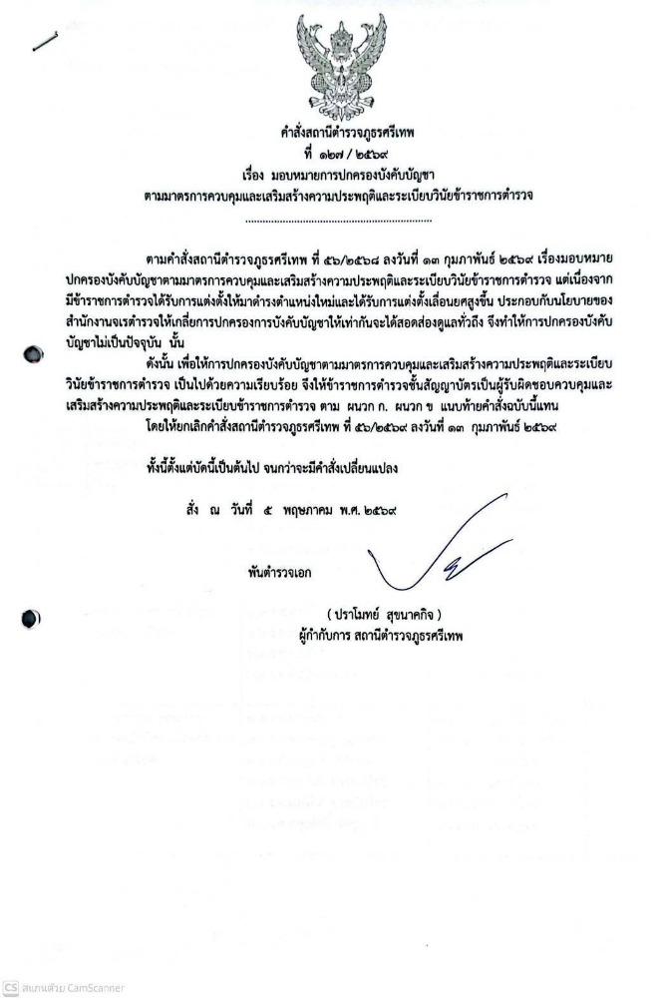 คำสั่งสถานีตำรวจภูธรศรีเทพ
ที่ ๑๒๗ / ๒๕๖๙
เรื่อง มอบหมายการปกครองบังคับบัญชา
ตามมาตรการควบคุมและเสริมสร้างความประพฤติและระเบียบวินัยข้าราชการตำรวจ
ตามคำสั่งสถานีตำรวจภูธรศรีเทพ ที่ ๕๖/๒๕๖๘ ลงวันที่ ๑๓ กุมภาพันธ์ ๒๕๖๙ เรื่องมอบหมาย
ปกครองบังคับบัญชาตามมาตรการควบคุมและเสริมสร้างความประพฤติและระเบียบวินัยข้าราชการตำรวจ แต่เนื่องจาก
มีข้าราชการตำรวจได้รับการแต่งตั้งให้มาดำรงตำแหน่งใหม่และได้รับการแต่งตั้งเลื่อนยศสูงขึ้น ประกอบกับนโยบายของ
สำนักงานจเรตำรวจให้เกลี่ยการปกครองการบังคับบัญชาให้เท่ากันจะได้สอดส่องดูแลทั่วถึง จึงทำให้การปกครองบังคับ
บัญชาไม่เป็นปัจจุบัน นั้น
ดังนั้น เพื่อให้การปกครองบังคับบัญชาตามมาตรการควบคุมและเสริมสร้างความประพฤติและระเบียบ
วินัยข้าราชการตำรวจ เป็นไปด้วยความเรียบร้อย จึงให้ข้าราชการตำรวจชั้นสัญญาบัตรเป็นผู้รับผิดชอบควบคุมและ
เสริมสร้างความประพฤติและระเบียบข้าราชการตำรวจ ตาม ผนวก ก. ผนวก ข แนบท้ายคำสั่งฉบับนี้แทน
โดยให้ยกเลิกคำสั่งสถานีตำรวจภูธรศรีเทพ ที่ ๕๖/๒๕๖๙ ลงวันที่ ๑๓ กุมภาพันธ์ ๒๕๖๙
ทั้งนี้ตั้งแต่บัดนี้เป็นต้นไป จนกว่าจะมีคำสั่งเปลี่ยนแปลง
สั่ง ณ วันที่ ๕ พฤษภาคม พ.ศ. ๒๕๖๙
พันตำรวจเอก
( ปราโมทย์ สุขนาคกิจ )
ผู้กำกับการ สถานีตำรวจภูธรศรีเทพ
CS สแกนด้วย CamScanner